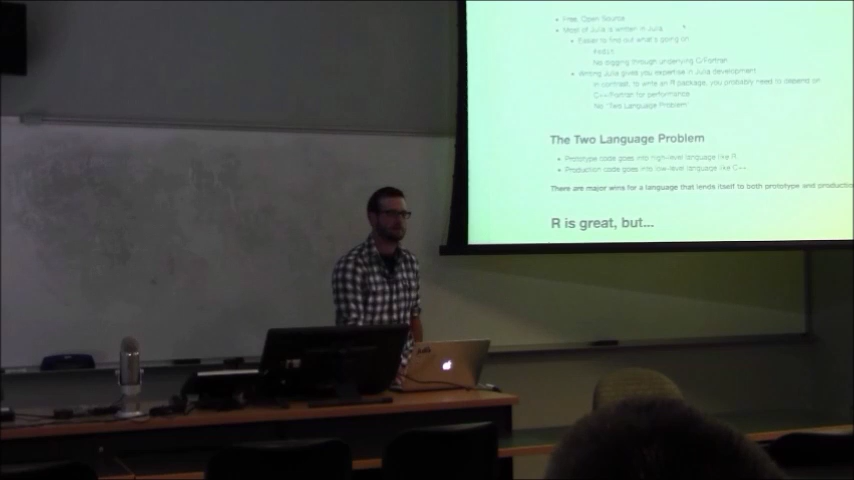 Free, Open Source
Most of Julia is written in Julia
Easier to find out what's going on
No digging through underlying C/Fortran
Writing Julia gives you expertise in Julia development
In contrast, to write an R package, you probably need to depend on
C++/Fortran for performance
No "Two Language Problem"
The Two Language Problem
Prototype code goes into high-level language like R,
Production code goes into low-level language like C++
There are major wins for a language that lends itself to both prototype and productio
R is great, but...